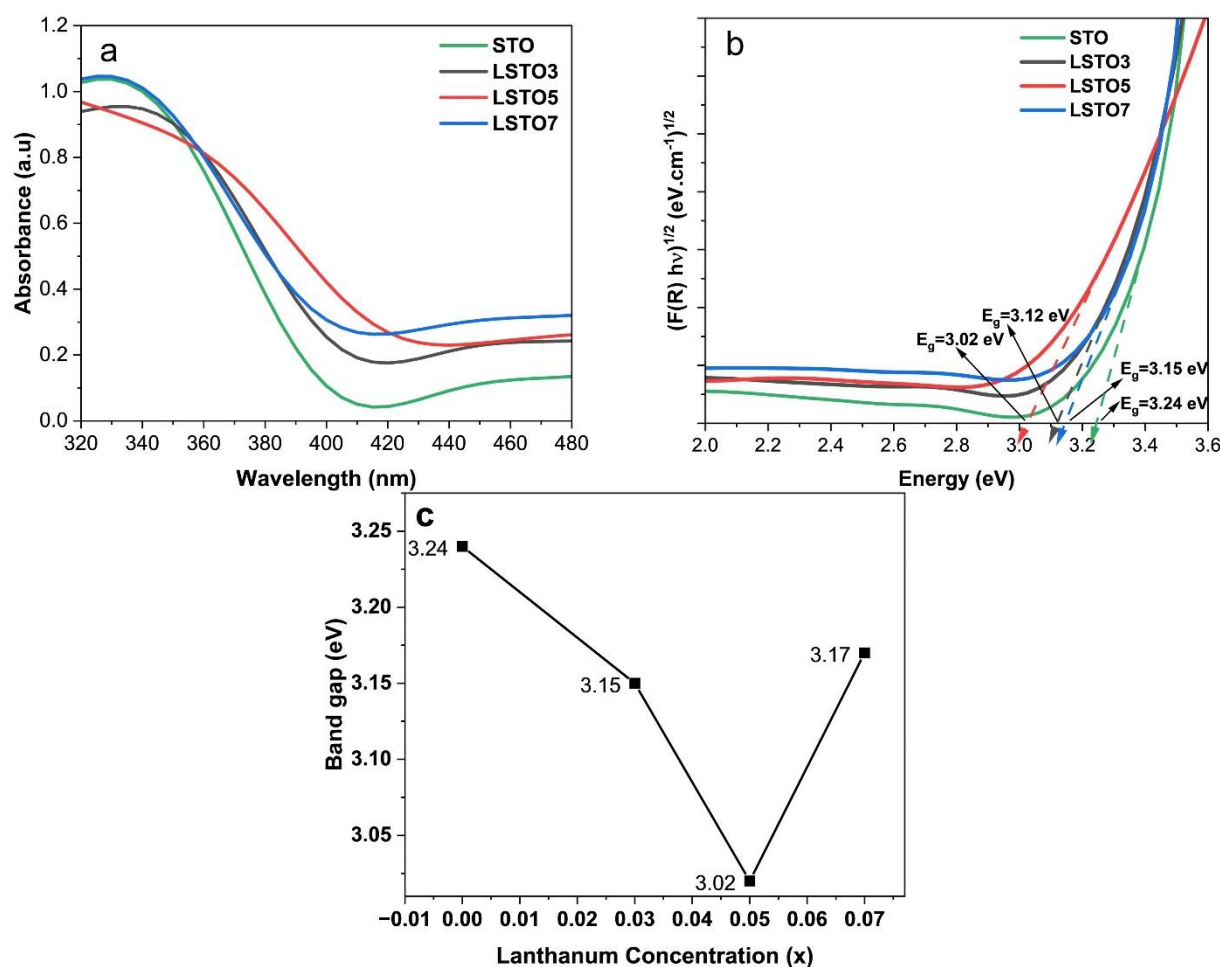 a
STO
LSTO3
LSTO5
LSTO7
1.2
1.0
0.8
0.6
0.4
0.2
0.0
Absorbance (a.u)
320 340 360 380 400 420 440 460 480
Wavelength (nm)
b
STO
LSTO3
LSTO5
LSTO7
(F(R) hν)^1/2 (eV.cm⁻¹)^1/2
E_g=3.12 eV
E_g=3.02 eV
E_g=3.15 eV
E_g=3.24 eV
2.0 2.2 2.4 2.6 2.8 3.0 3.2 3.4 3.6
Energy (eV)
c
3.25
3.20
3.15
3.10
3.05
Band gap (eV)
3.24
3.15
3.17
3.02
−0.01 0.00 0.01 0.02 0.03 0.04 0.05 0.06 0.07
Lanthanum Concentration (x)